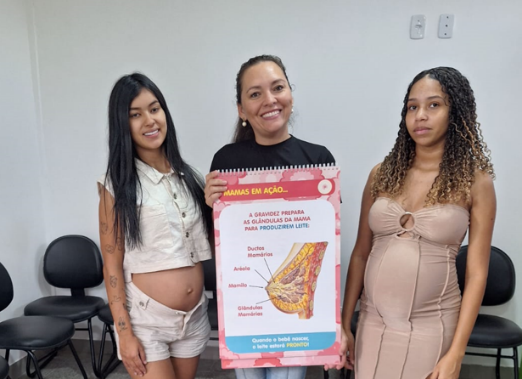 MAMAS EM AÇÃO...
A GRAVIDEZ PREPARA
AS GLÂNDULAS DA MAMA
PARA PRODUZIREM LEITE:
Ductos
Mamários
Aréola
Mamilo
Glândulas
Mamárias
Quando o bebê nascer,
o leite estará PRONTO!